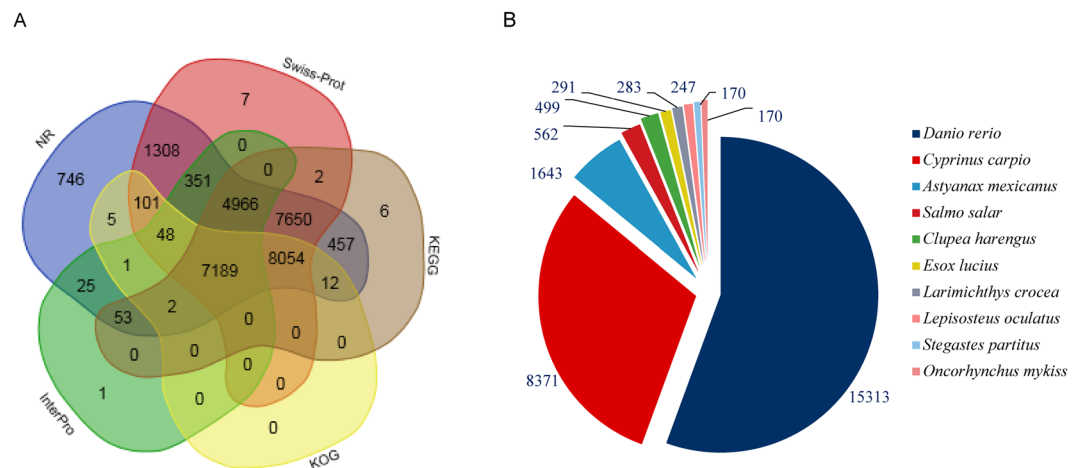 A
B
Swiss-Prot
NR
KEGG
InterPro
KOG
7
1308
0
746
351
0
2
6
101
4966
7650
5
48
457
8054
1
7189
12
25
2
53
0
0
0
0
0
0
1
0
0
0
291
283
247
170
499
170
562
1643
8371
15313
Danio rerio
Cyprinus carpio
Astyanax mexicanus
Salmo salar
Clupea harengus
Esox lucius
Larimichthys crocea
Lepisosteus oculatus
Stegastes partitus
Oncorhynchus mykiss